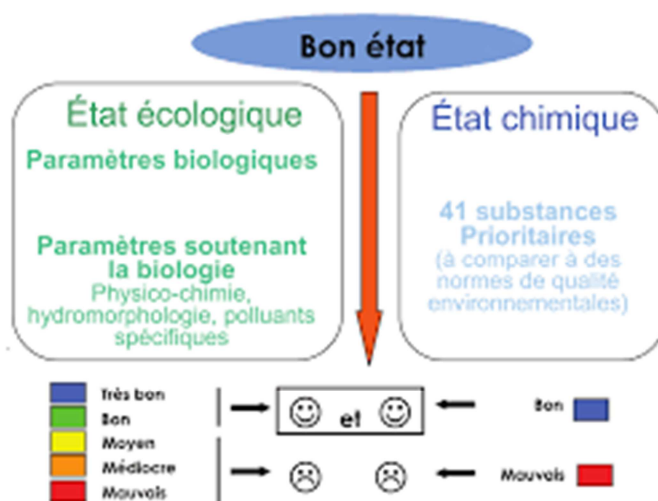 Bon état
État écologique
Paramètres biologiques
Paramètres soutenant
la biologie
Physico-chimie,
hydromorphologie, polluants
spécifiques
État chimique
41 substances
Prioritaires
(à comparer à des
normes de qualité
environnementales)
Très bon
Bon
Moyen
Médiocre
Mauvais
et
Bon
Mauvais